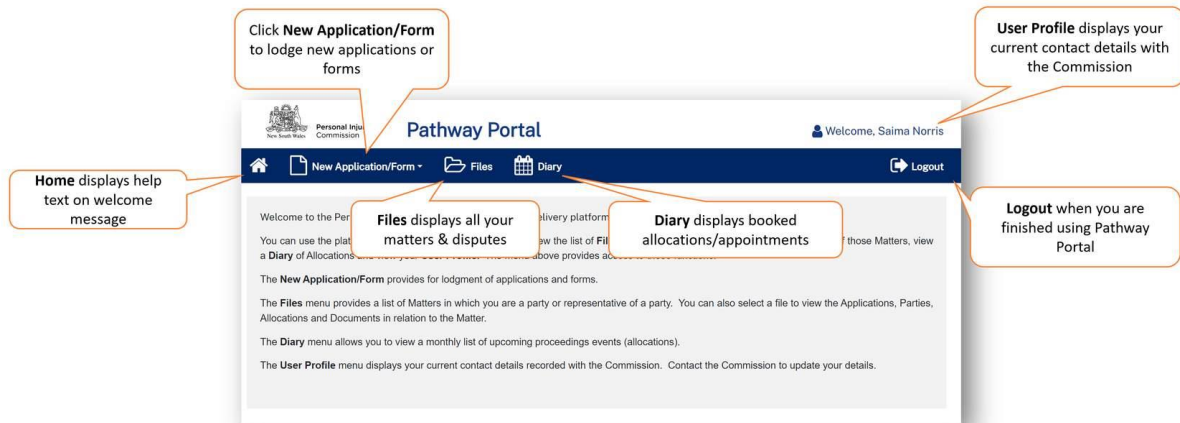 Click New Application/Form
to lodge new applications or
forms
User Profile displays your
current contact details with
the Commission
New South Wales
Personal Inju
Commission
Pathway Portal
Welcome, Saima Norris
New Application/Form
Files
Diary
Logout
Home displays help
text on welcome
message
Files displays all your
matters & disputes
Diary displays booked
allocations/appointments
Logout when you are
finished using Pathway
Portal
Welcome to the Per elivery platform
You can use the plat ew the list of Fil f those Matters, view
a Diary of Allocations above provides
The New Application/Form provides for lodgment of applications and forms.
The Files menu provides a list of Matters in which you are a party or representative of a party. You can also select a file to view the Applications, Parties,
Allocations and Documents in relation to the Matter.
The Diary menu allows you to view a monthly list of upcoming proceedings events (allocations).
The User Profile menu displays your current contact details recorded with the Commission. Contact the Commission to update your details.